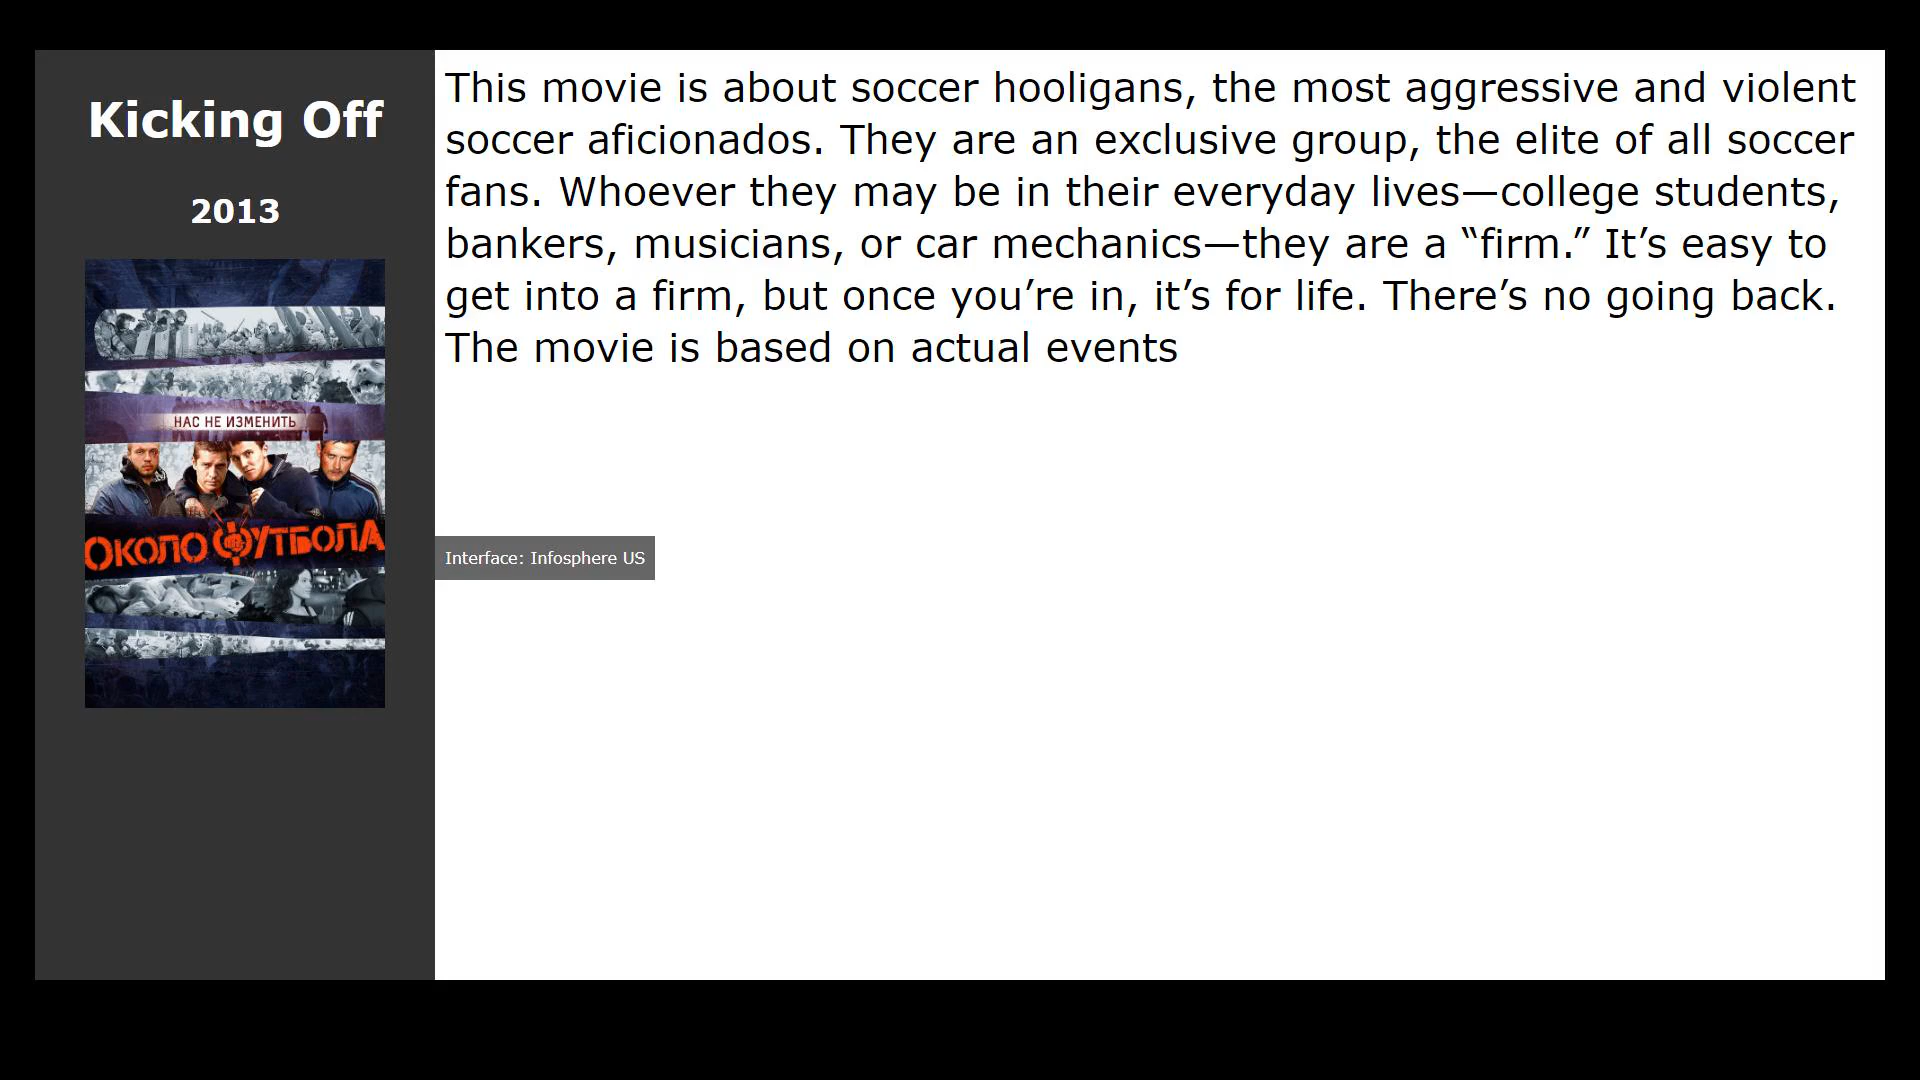 Kicking Off
2013
НАС НЕ ИЗМЕНИТЬ
ОКОЛОФУТБОЛА
This movie is about soccer hooligans, the most aggressive and violent
soccer aficionados. They are an exclusive group, the elite of all soccer
fans. Whoever they may be in their everyday lives—college students,
bankers, musicians, or car mechanics—they are a “firm.” It’s easy to
get into a firm, but once you’re in, it’s for life. There’s no going back.
The movie is based on actual events
Interface: Infosphere US